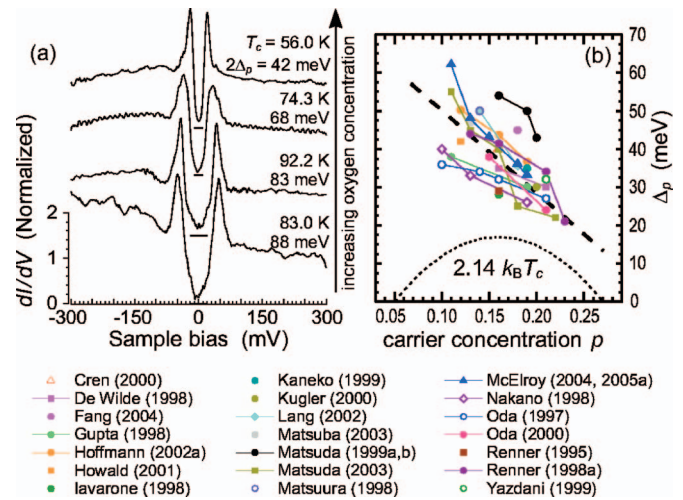 (a)
T_c = 56.0 K
2Δ_p = 42 meV
74.3 K
68 meV
92.2 K
83 meV
83.0 K
88 meV
2
1
0
dI/dV (Normalized)
-300 -150 0 150 300
Sample bias (mV)
increasing oxygen concentration
(b)
70
60
50
40
30
20
10
0
Δ_p (meV)
2.14 k_BT_c
0.05 0.10 0.15 0.20 0.25
carrier concentration p
Cren (2000)
De Wilde (1998)
Fang (2004)
Gupta (1998)
Hoffmann (2002a)
Howald (2001)
Iavarone (1998)
Kaneko (1999)
Kugler (2000)
Lang (2002)
Matsuba (2003)
Matsuda (1999a,b)
Matsuda (2003)
Matsuura (1998)
McElroy (2004, 2005a)
Nakano (1998)
Oda (1997)
Oda (2000)
Renner (1995)
Renner (1998a)
Yazdani (1999)